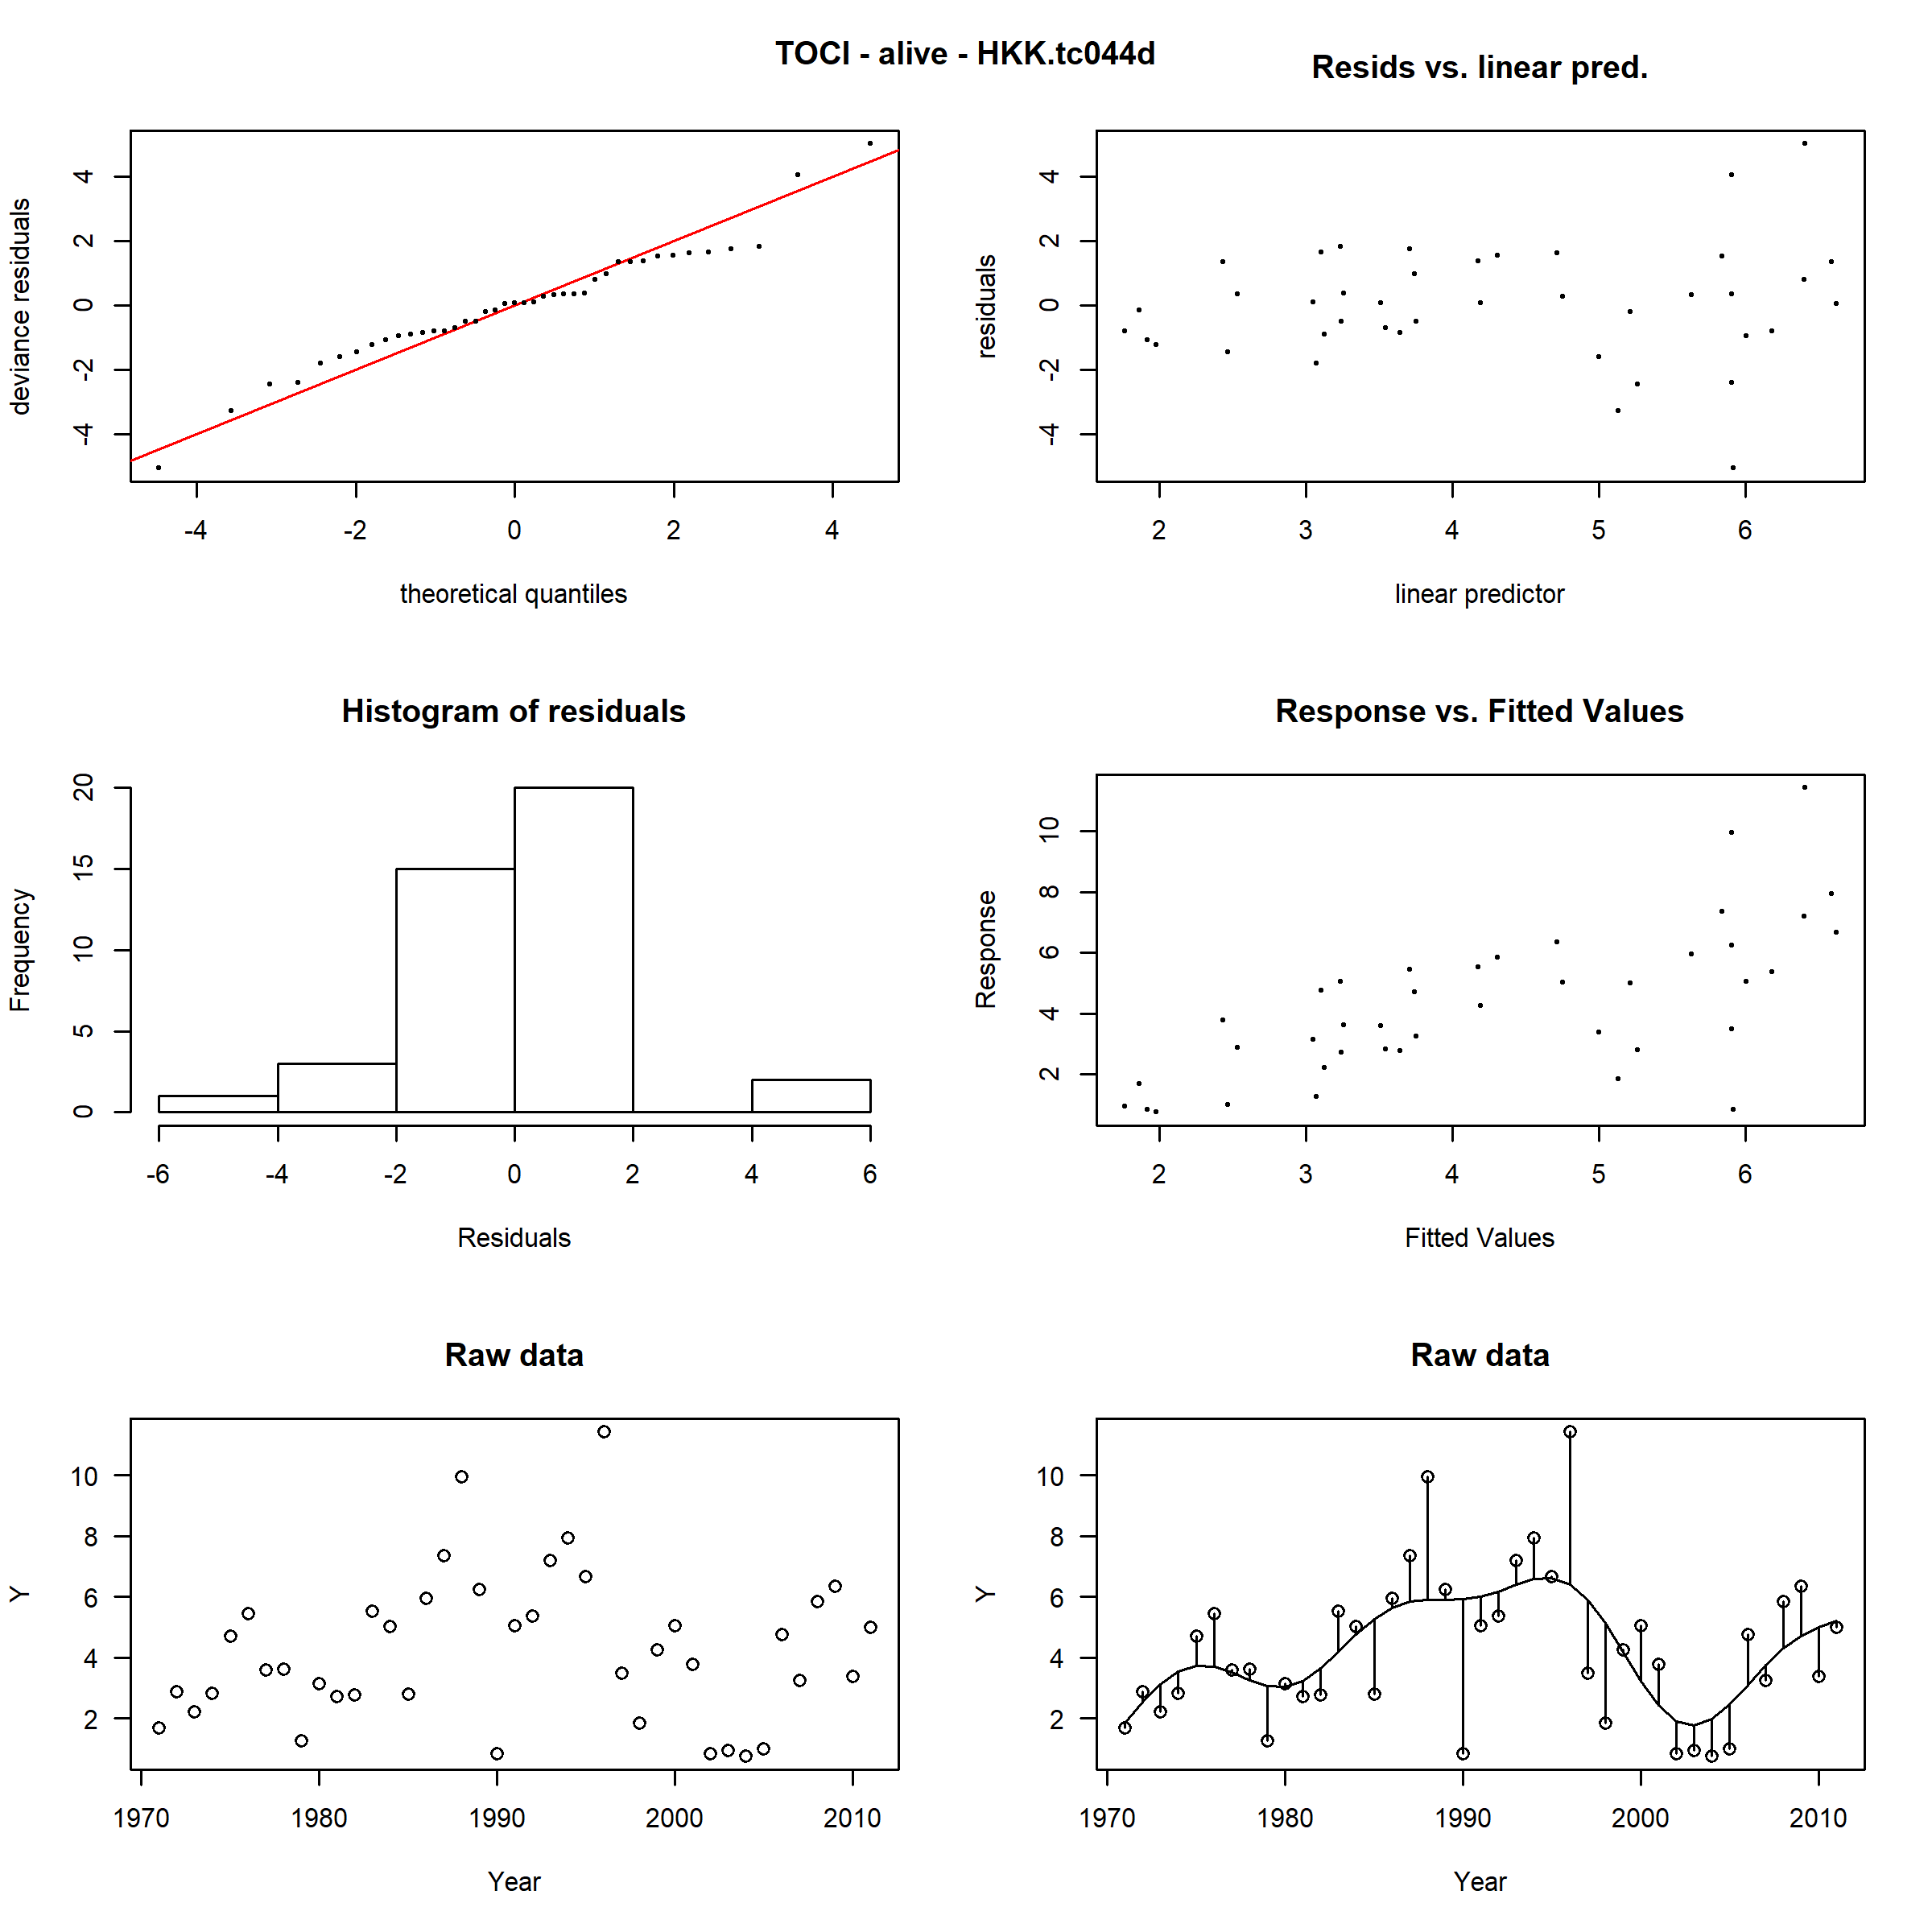 TOCI - alive - HKK.tc044d
Resids vs. linear pred.
deviance residuals
4
2
0
-2
-4
-4 -2 0 2 4
theoretical quantiles
residuals
4
2
0
-2
-4
2 3 4 5 6
linear predictor
Histogram of residuals
Frequency
20
15
10
5
0
-6 -4 -2 0 2 4 6
Residuals
Response vs. Fitted Values
Response
10
8
6
4
2
2 3 4 5 6
Fitted Values
Raw data
Y
10
8
6
4
2
1970 1980 1990 2000 2010
Year
Raw data
Y
10
8
6
4
2
1970 1980 1990 2000 2010
Year